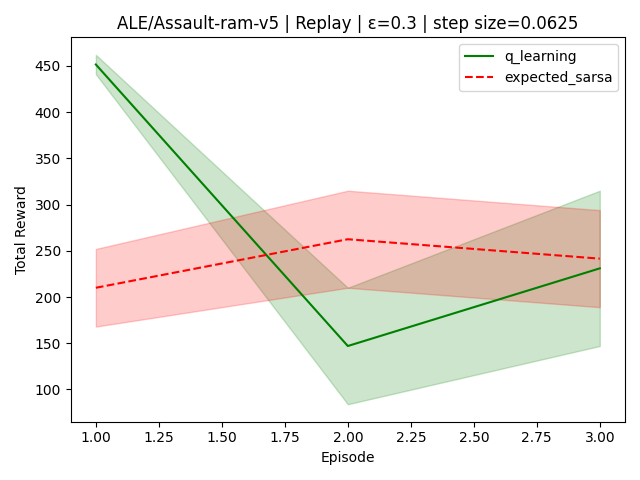 ALE/Assault-ram-v5 | Replay | ε=0.3 | step size=0.0625
q_learning
expected_sarsa
Total Reward
450
400
350
300
250
200
150
100
1.00 1.25 1.50 1.75 2.00 2.25 2.50 2.75 3.00
Episode